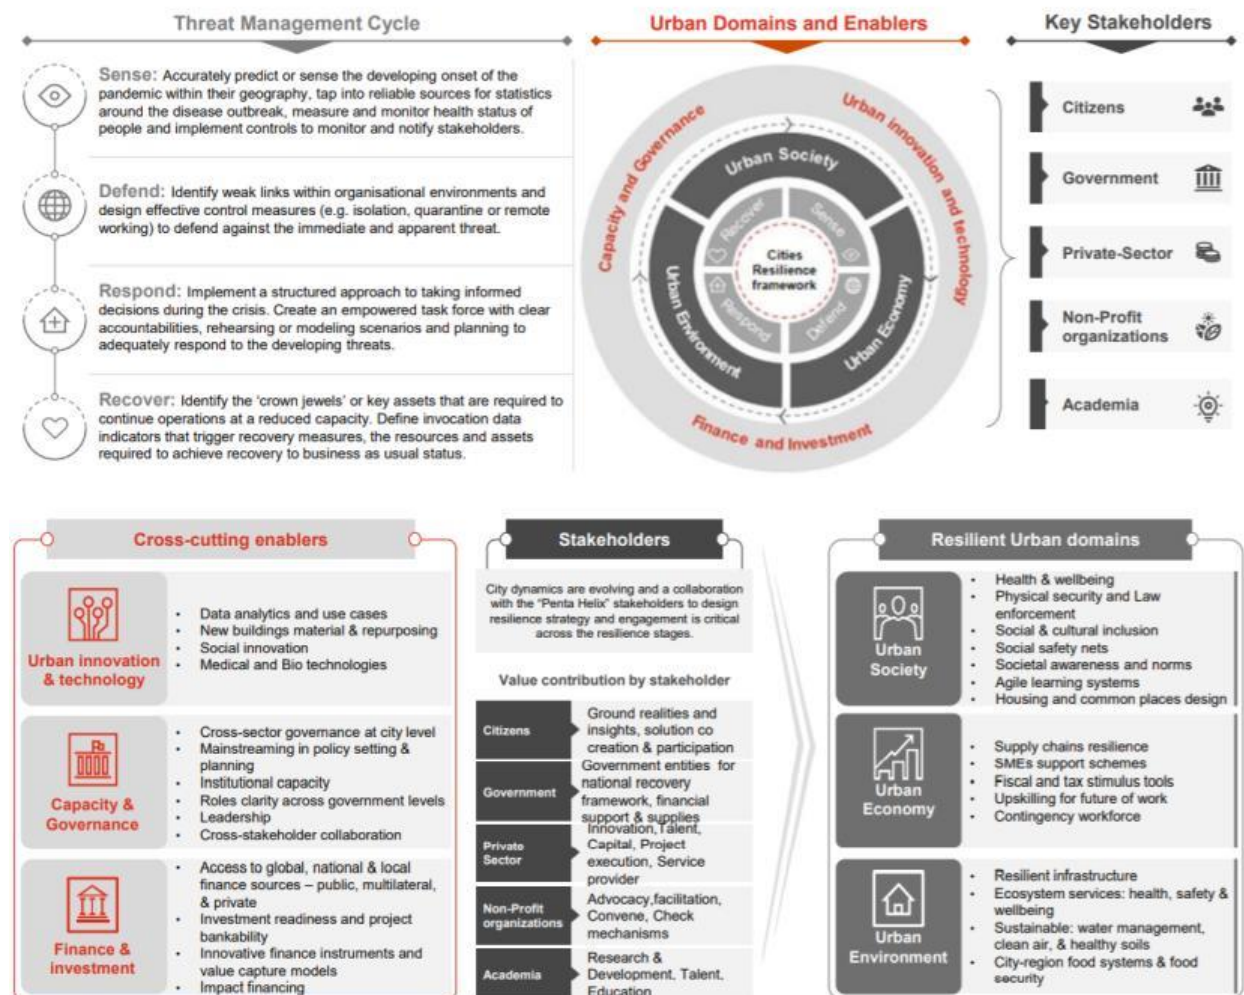 Threat Management Cycle
Sense: Accurately predict or sense the developing onset of the
pandemic within their geography, tap into reliable sources for statistics
around the disease outbreak, measure and monitor health status of
people and implement controls to monitor and notify stakeholders.
Defend: Identify weak links within organisational environments and
design effective control measures (e.g. isolation, quarantine or remote
working) to defend against the immediate and apparent threat.
Respond: Implement a structured approach to taking informed
decisions during the crisis. Create an empowered task force with clear
accountabilities, rehearsing or modeling scenarios and planning to
adequately respond to the developing threats.
Recover: Identify the 'crown jewels' or key assets that are required to
continue operations at a reduced capacity. Define invocation data
indicators that trigger recovery measures, the resources and assets
required to achieve recovery to business as usual status.
Urban Domains and Enablers
Capacity and Governance
Urban innovation and technology
Finance and Investment
Urban Society
Urban Economy
Urban Environment
Recover
Sense
Defend
Respond
Cities
Resilience
framework
Key Stakeholders
Citizens
Government
Private-Sector
Non-Profit
organizations
Academia
Cross-cutting enablers
Urban innovation
& technology
• Data analytics and use cases
• New buildings material & repurposing
• Social innovation
• Medical and Bio technologies
Capacity &
Governance
• Cross-sector governance at city level
• Mainstreaming in policy setting &
planning
• Institutional capacity
• Roles clarity across government levels
• Leadership
• Cross-stakeholder collaboration
Finance &
investment
• Access to global, national & local
finance sources – public, multilateral,
& private
• Investment readiness and project
bankability
• Innovative finance instruments and
value capture models
• Impact financing
Stakeholders
City dynamics are evolving and a collaboration
with the "Penta Helix" stakeholders to design
resilience strategy and engagement is critical
across the resilience stages.
Value contribution by stakeholder
Citizens
Ground realities and
insights, solution co
creation & participation
Government
Government entities for
national recovery
framework, financial
support & supplies
Private
Sector
Innovation,Talent,
Capital, Project
execution, Service
provider
Non-Profit
organizations
Advocacy,facilitation,
Convene, Check
mechanisms
Academia
Research &
Development, Talent,
Education
Resilient Urban domains
Urban
Society
• Health & wellbeing
• Physical security and Law
enforcement
• Social & cultural inclusion
• Social safety nets
• Societal awareness and norms
• Agile learning systems
• Housing and common places design
Urban
Economy
• Supply chains resilience
• SMEs support schemes
• Fiscal and tax stimulus tools
• Upskilling for future of work
• Contingency workforce
Urban
Environment
• Resilient infrastructure
• Ecosystem services: health, safety &
wellbeing
• Sustainable: water management,
clean air, & healthy soils
• City-region food systems & food
security